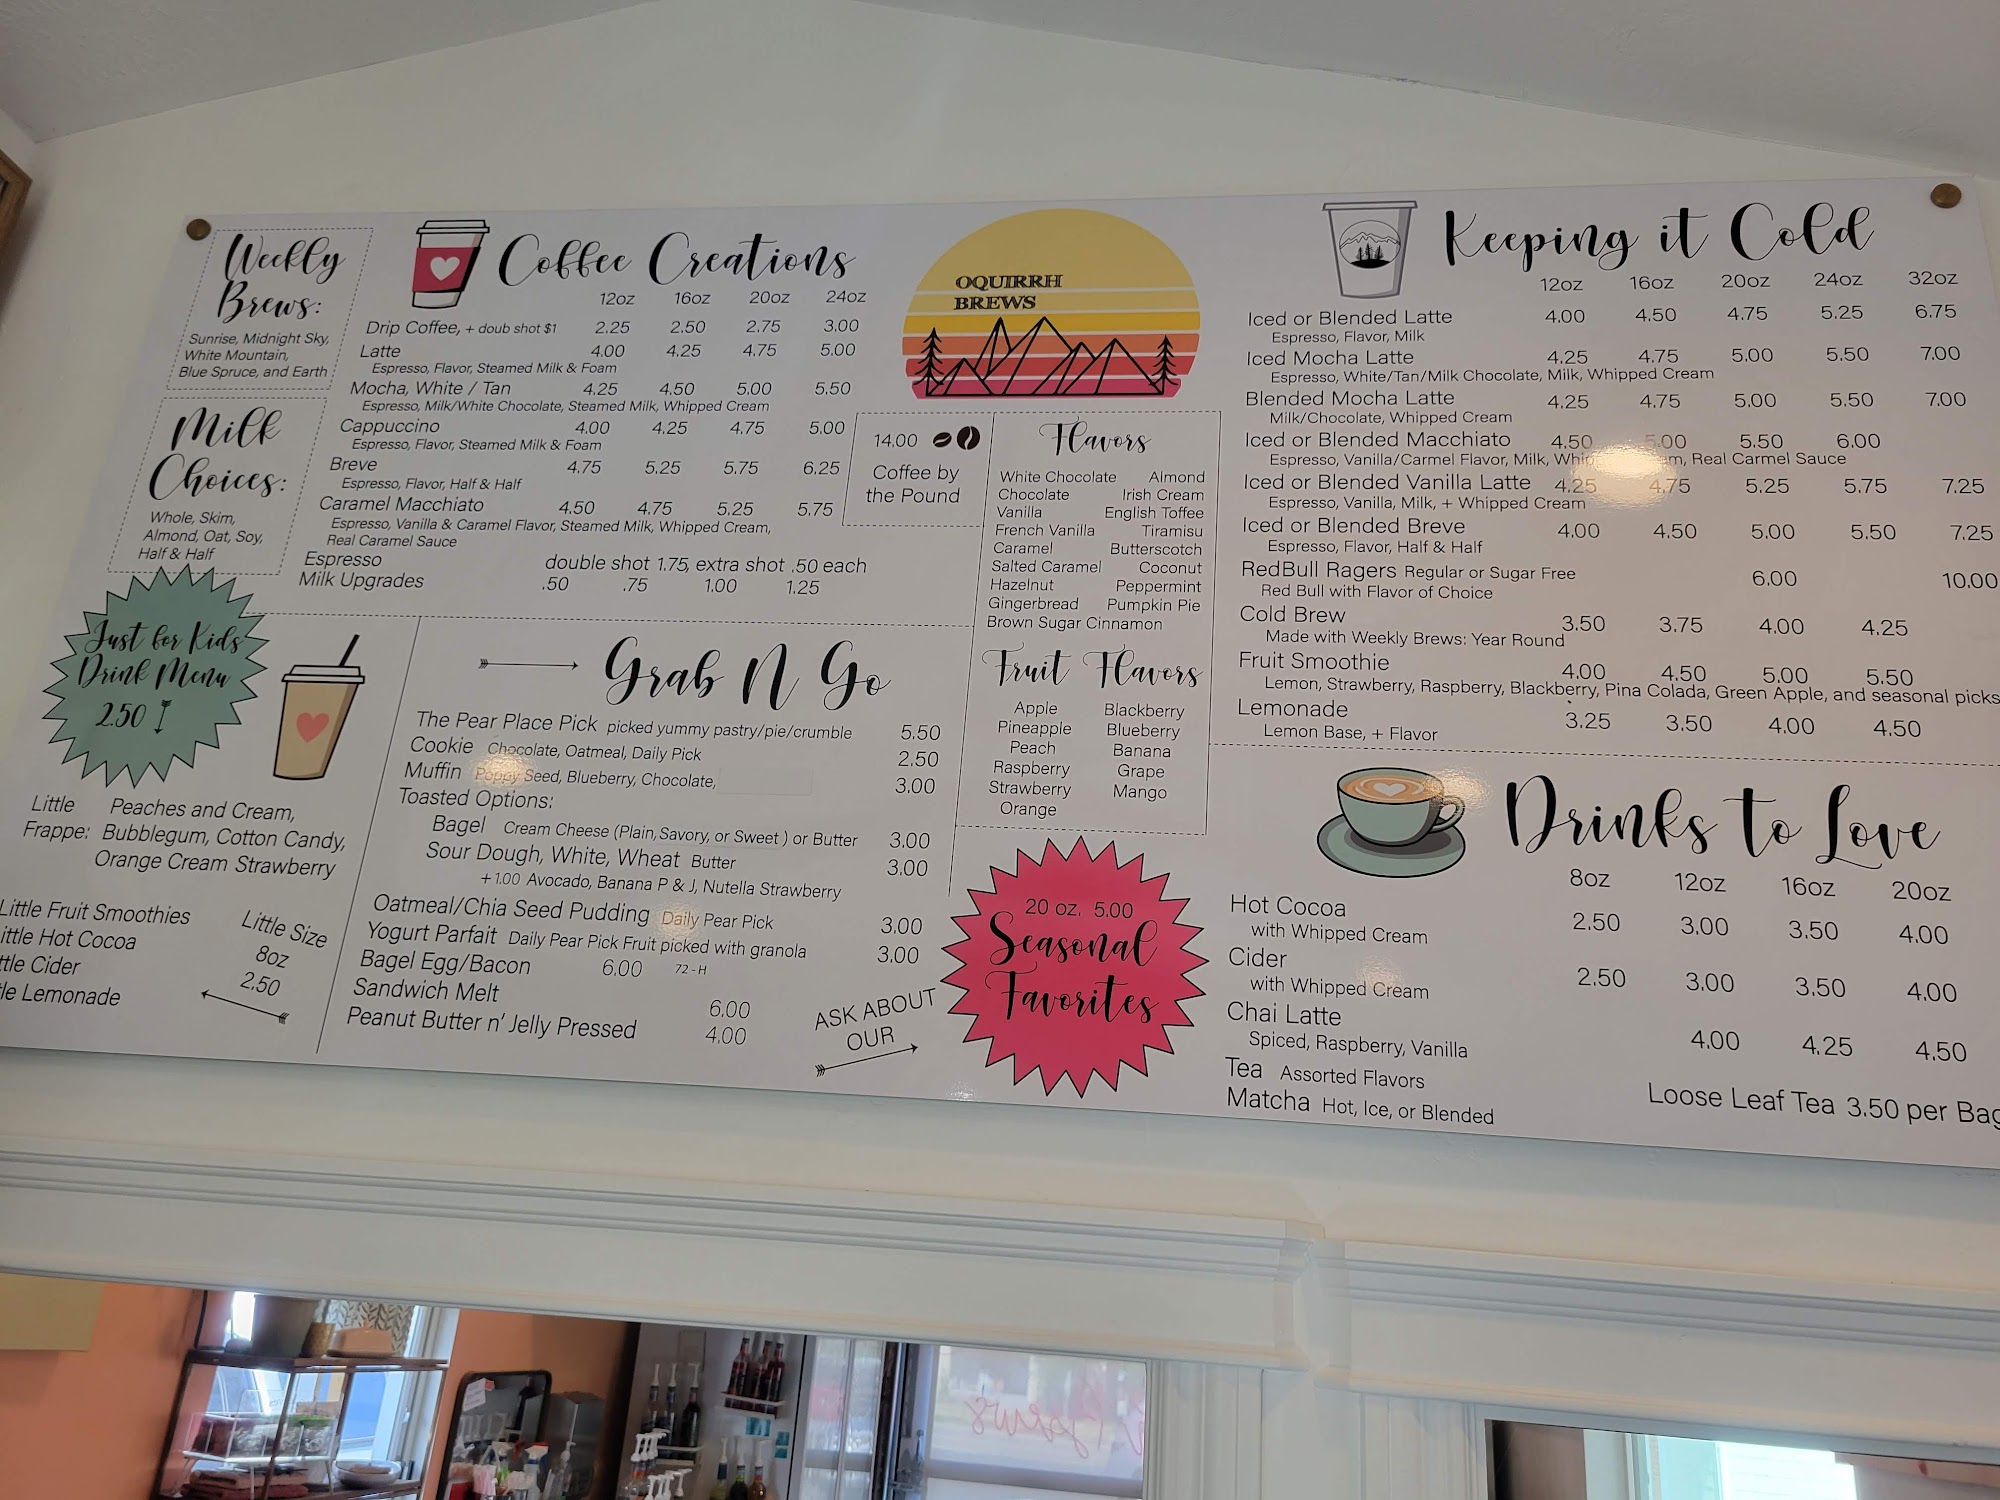 Weekly
Brews:
Sunrise, Midnight Sky,
White Mountain,
Blue Spruce, and Earth
Milk
Choices:
Whole, Skim,
Almond, Oat, Soy,
Half & Half
Coffee Creations
12oz 16oz 20oz 24oz
Drip Coffee, + doub shot $1 2.25 2.50 2.75 3.00
Latte 4.00 4.25 4.75 5.00
Espresso, Flavor, Steamed Milk & Foam
Mocha, White / Tan 4.25 4.50 5.00 5.50
Espresso, Milk/White Chocolate, Steamed Milk, Whipped Cream
Cappuccino 4.00 4.25 4.75 5.00
Espresso, Flavor, Steamed Milk & Foam
Breve 4.75 5.25 5.75 6.25
Espresso, Flavor, Half & Half
Caramel Macchiato 4.50 4.75 5.25 5.75
Espresso, Vanilla & Caramel Flavor, Steamed Milk, Whipped Cream,
Real Caramel Sauce
Espresso double shot 1.75, extra shot .50 each
Milk Upgrades .50 .75 1.00 1.25
OQUIRRH
BREWS
14.00
Coffee by
the Pound
Flavors
White Chocolate Almond
Chocolate Irish Cream
Vanilla English Toffee
French Vanilla Tiramisu
Caramel Butterscotch
Salted Caramel Coconut
Hazelnut Peppermint
Gingerbread Pumpkin Pie
Brown Sugar Cinnamon
Fruit Flavors
Apple Blackberry
Pineapple Blueberry
Peach Banana
Raspberry Grape
Strawberry Mango
Orange
Keeping it Cold
12oz 16oz 20oz 24oz 32oz
Iced or Blended Latte 4.00 4.50 4.75 5.25 6.75
Espresso, Flavor, Milk
Iced Mocha Latte 4.25 4.75 5.00 5.50 7.00
Espresso, White/Tan/Milk Chocolate, Milk, Whipped Cream
Blended Mocha Latte 4.25 4.75 5.00 5.50 7.00
Milk/Chocolate, Whipped Cream
Iced or Blended Macchiato 4.50 5.00 5.50 6.00
Espresso, Vanilla/Carmel Flavor, Milk, Real Carmel Sauce
Iced or Blended Vanilla Latte 4.25 4.75 5.25 5.75 7.25
Espresso, Vanilla, Milk, + Whipped Cream
Iced or Blended Breve 4.00 4.50 5.00 5.50 7.25
Espresso, Flavor, Half & Half
RedBull Ragers Regular or Sugar Free 6.00 10.00
Red Bull with Flavor of Choice
Cold Brew 3.50 3.75 4.00 4.25
Made with Weekly Brews: Year Round
Fruit Smoothie 4.00 4.50 5.00 5.50
Lemon, Strawberry, Raspberry, Blackberry, Pina Colada, Green Apple, and seasonal picks
Lemonade 3.25 3.50 4.00 4.50
Lemon Base, + Flavor
Just for Kids
Drink Menu
2.50
Little Peaches and Cream,
Frappe: Bubblegum, Cotton Candy,
Orange Cream Strawberry
Little Fruit Smoothies
ittle Hot Cocoa
ttle Cider
le Lemonade
Little Size
8oz
2.50
Grab N Go
The Pear Place Pick picked yummy pastry/pie/crumble 5.50
Cookie Chocolate, Oatmeal, Daily Pick 2.50
Muffin Poppy Seed, Blueberry, Chocolate, 3.00
Toasted Options:
Bagel Cream Cheese (Plain, Savory, or Sweet ) or Butter 3.00
Sour Dough, White, Wheat Butter 3.00
+1.00 Avocado, Banana P & J, Nutella Strawberry
Oatmeal/Chia Seed Pudding Daily Pear Pick 3.00
Yogurt Parfait Daily Pear Pick Fruit picked with granola 3.00
Bagel Egg/Bacon 6.00 72-H
Sandwich Melt 6.00
Peanut Butter n' Jelly Pressed 4.00
ASK ABOUT
OUR
20 oz. 5.00
Seasonal
Favorites
Drinks to Love
8oz 12oz 16oz 20oz
Hot Cocoa 2.50 3.00 3.50 4.00
with Whipped Cream
Cider 2.50 3.00 3.50 4.00
with Whipped Cream
Chai Latte 4.00 4.25 4.50
Spiced, Raspberry, Vanilla
Tea Assorted Flavors
Loose Leaf Tea 3.50 per Bag
Matcha Hot, Ice, or Blended